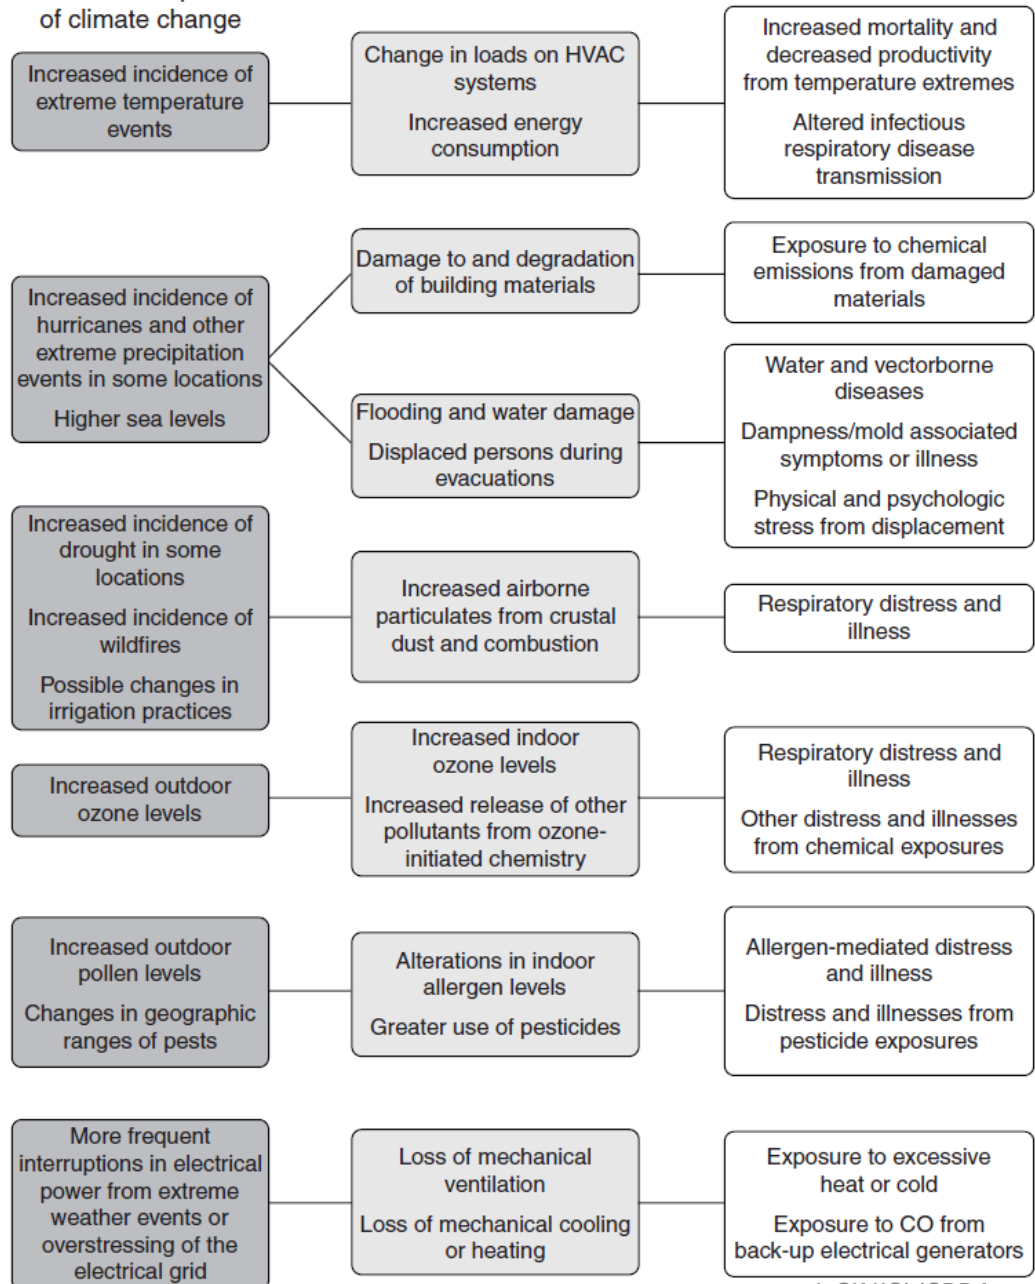 of climate change
Increased incidence of
extreme temperature
events
Change in loads on HVAC
systems
Increased energy
consumption
Increased mortality and
decreased productivity
from temperature extremes
Altered infectious
respiratory disease
transmission
Increased incidence of
hurricanes and other
extreme precipitation
events in some locations
Higher sea levels
Damage to and degradation
of building materials
Exposure to chemical
emissions from damaged
materials
Flooding and water damage
Displaced persons during
evacuations
Water and vectorborne
diseases
Dampness/mold associated
symptoms or illness
Physical and psychologic
stress from displacement
Increased incidence of
drought in some
locations
Increased incidence of
wildfires
Possible changes in
irrigation practices
Increased airborne
particulates from crustal
dust and combustion
Respiratory distress and
illness
Increased outdoor
ozone levels
Increased indoor
ozone levels
Increased release of other
pollutants from ozone-
initiated chemistry
Respiratory distress and
illness
Other distress and illnesses
from chemical exposures
Increased outdoor
pollen levels
Changes in geographic
ranges of pests
Alterations in indoor
allergen levels
Greater use of pesticides
Allergen-mediated distress
and illness
Distress and illnesses from
pesticide exposures
More frequent
interruptions in electrical
power from extreme
weather events or
overstressing of the
electrical grid
Loss of mechanical
ventilation
Loss of mechanical cooling
or heating
Exposure to excessive
heat or cold
Exposure to CO from
back-up electrical generators